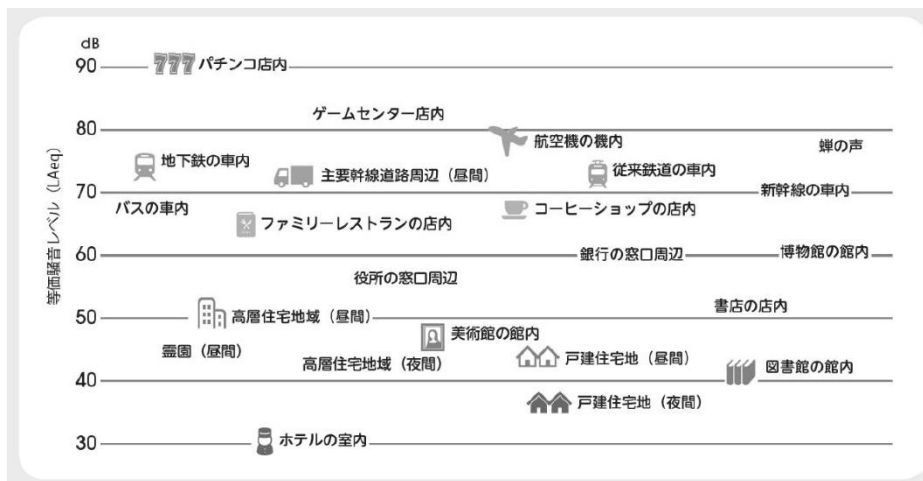 dB
90
777 パチンコ店内
ゲームセンター店内
80
航空機の機内
蝉の声
地下鉄の車内
主要幹線道路周辺（昼間）
従来鉄道の車内
70
新幹線の車内
バスの車内
ファミリーレストランの店内
コーヒーショップの店内
60
銀行の窓口周辺
博物館の館内
役所の窓口周辺
書店の店内
50
高層住宅地域（昼間）
美術館の館内
霊園（昼間）
高層住宅地域（夜間）
戸建住宅地（昼間）
図書館の館内
40
戸建住宅地（夜間）
30
ホテルの室内
等価騒音レベル（LAeq）